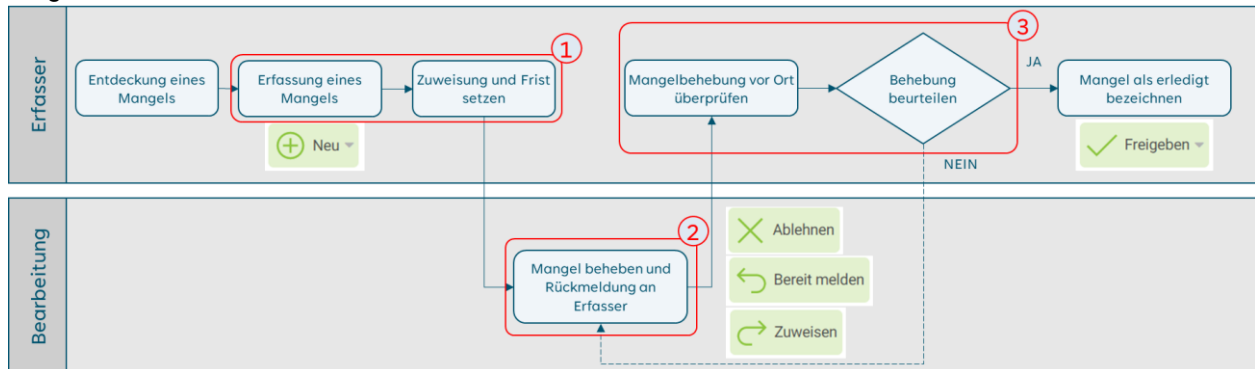 Erfasser
Entdeckung eines
Mangels
1
Erfassung eines
Mangels
Neu
Zuweisung und Frist
setzen
3
Mangelbehebung vor Ort
überprüfen
Behebung
beurteilen
JA
NEIN
Mangel als erledigt
bezeichnen
Freigeben
Bearbeitung
2
Mangel beheben und
Rückmeldung an
Erfasser
Ablehnen
Bereit melden
Zuweisen